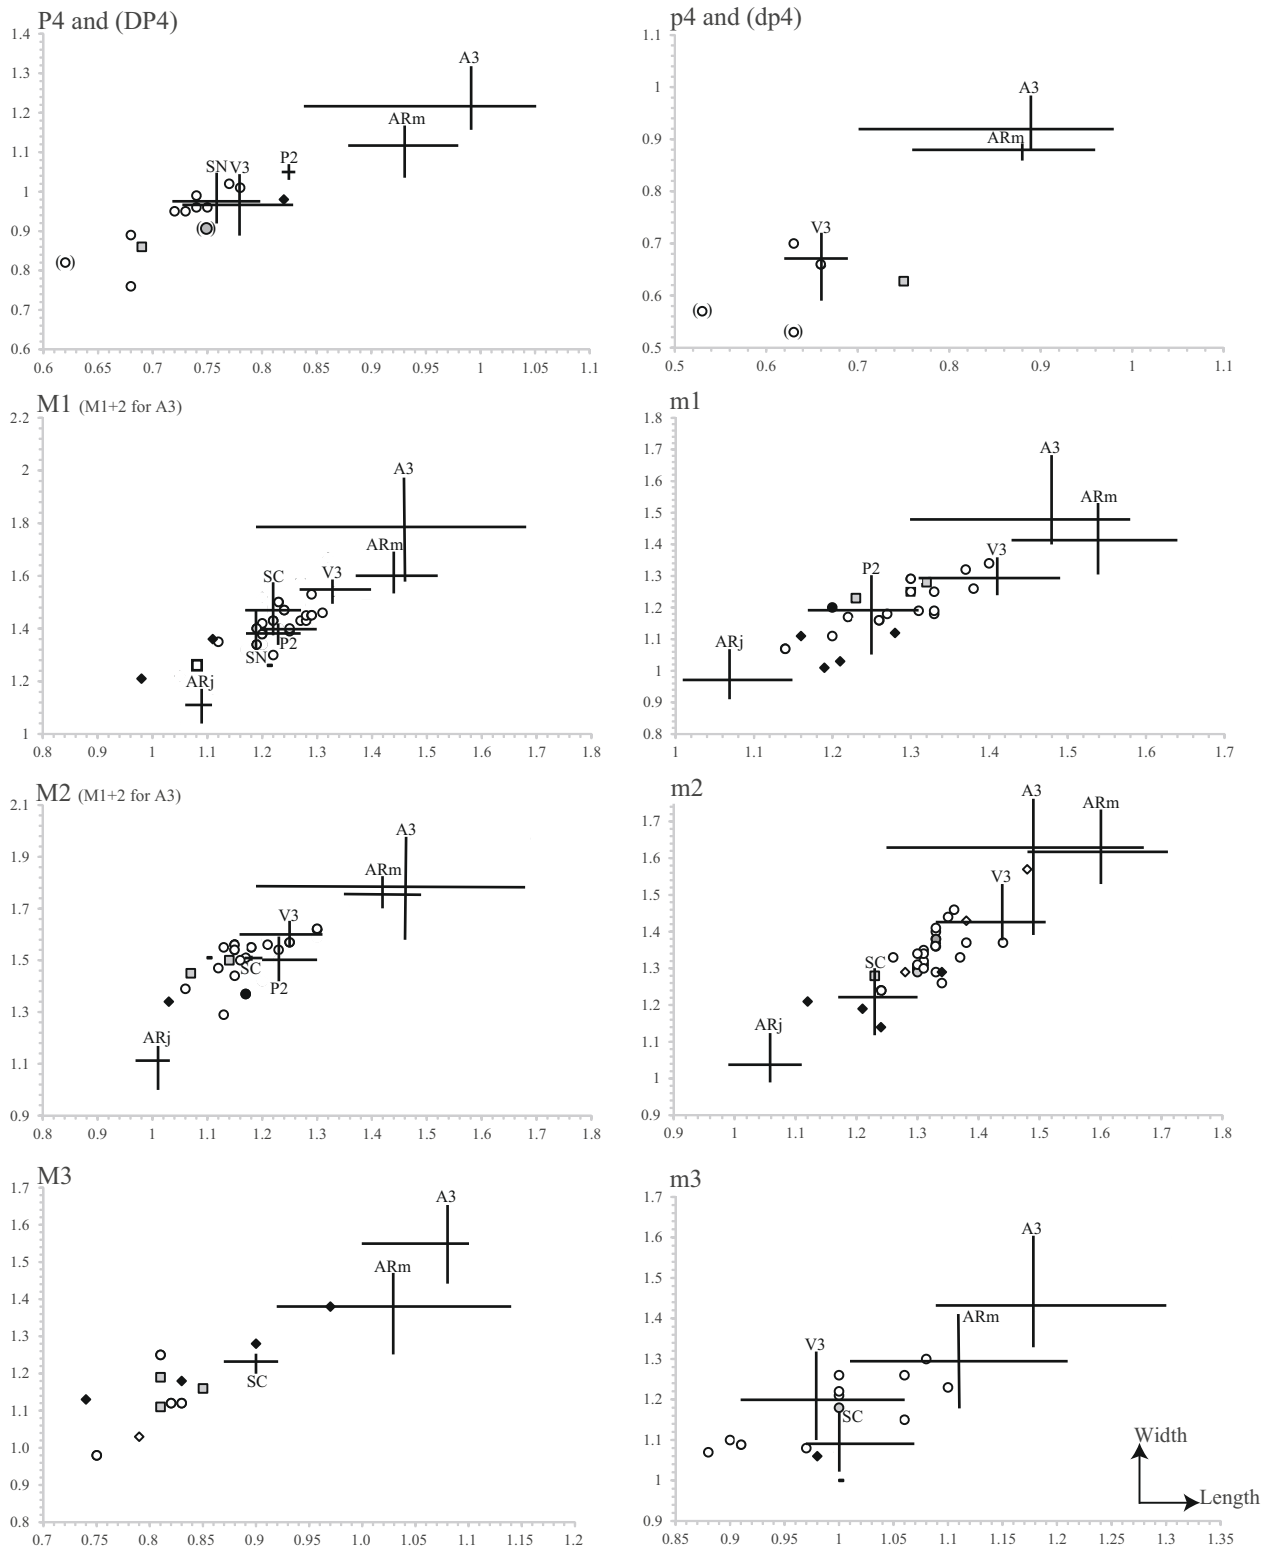 P4 and (DP4)
1.4
1.3
1.2
1.1
1
0.9
0.8
0.7
0.6
A3
ARm
P2
SN V3
( )
( )
0.6 0.7 0.75 0.8 0.85 0.9 0.95 1 1.05 1.1
p4 and (dp4)
1.1
1
0.9
0.8
0.7
0.6
0.5
A3
ARm
V3
( )
( )
0.5 0.6 0.7 0.8 0.9 1 1.1
M1 (M1+2 for A3)
2.2
2
1.8
1.6
1.4
1.2
1
A3
ARm
SC V3
P2
SN
ARj
0.8 0.9 1 1.1 1.2 1.3 1.4 1.5 1.6 1.7 1.8
m1
1.8
1.7
1.6
1.5
1.4
1.3
1.2
1.1
1
0.9
0.8
A3
ARm
V3
P2
ARj
1 1.1 1.2 1.3 1.4 1.5 1.6 1.7
M2 (M1+2 for A3)
2.1
1.9
1.7
1.5
1.3
1.1
0.9
A3
ARm
V3
SC
P2
ARj
0.8 0.9 1 1.1 1.2 1.3 1.4 1.5 1.6 1.7 1.8
m2
1.7
1.6
1.5
1.4
1.3
1.2
1.1
1
0.9
A3
ARm
V3
SC
ARj
0.9 1 1.1 1.2 1.3 1.4 1.5 1.6 1.7 1.8
M3
1.7
1.6
1.5
1.4
1.3
1.2
1.1
1.0
0.9
0.8
A3
ARm
SC
0.7 0.75 0.8 0.85 0.9 0.95 1.0 1.1 1.1 1.2
m3
1.7
1.6
1.5
1.4
1.3
1.2
1.1
1
0.9
A3
ARm
V3
SC
Width
Length
0.85 0.9 0.95 1 1.05 1.1 1.15 1.2 1.25 1.3 1.35